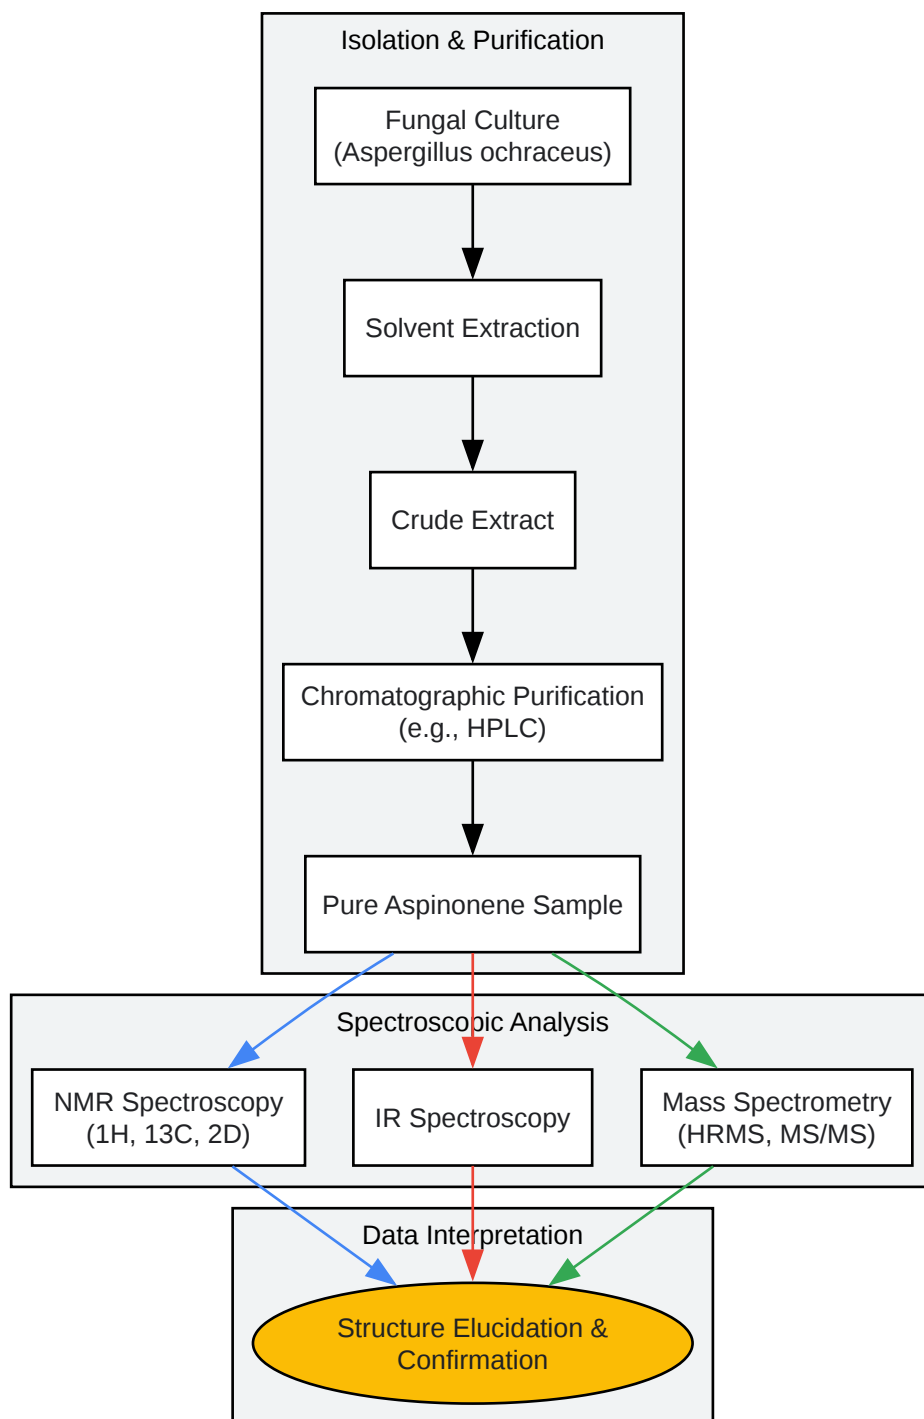 Isolation & Purification
Fungal Culture
(Aspergillus ochraceus)
Solvent Extraction
Crude Extract
Chromatographic Purification
(e.g., HPLC)
Pure Aspinonene Sample
Spectroscopic Analysis
NMR Spectroscopy
(1H, 13C, 2D)
IR Spectroscopy
Mass Spectrometry
(HRMS, MS/MS)
Data Interpretation
Structure Elucidation &
Confirmation